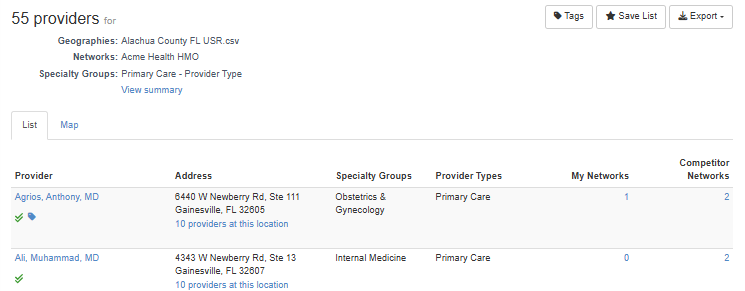 55 providers for
Tags
Save List
Export
Geographies: Alachua County FL USR.csv
Networks: Acme Health HMO
Specialty Groups: Primary Care - Provider Type
View summary
List
Map
Provider
Address
Specialty Groups
Provider Types
My Networks
Competitor
Networks
Agrios, Anthony, MD
6440 W Newberry Rd, Ste 111
Gainesville, FL 32605
10 providers at this location
Obstetrics &
Gynecology
Primary Care
1
2
Ali, Muhammad, MD
4343 W Newberry Rd, Ste 13
Gainesville, FL 32607
10 providers at this location
Internal Medicine
Primary Care
0
2